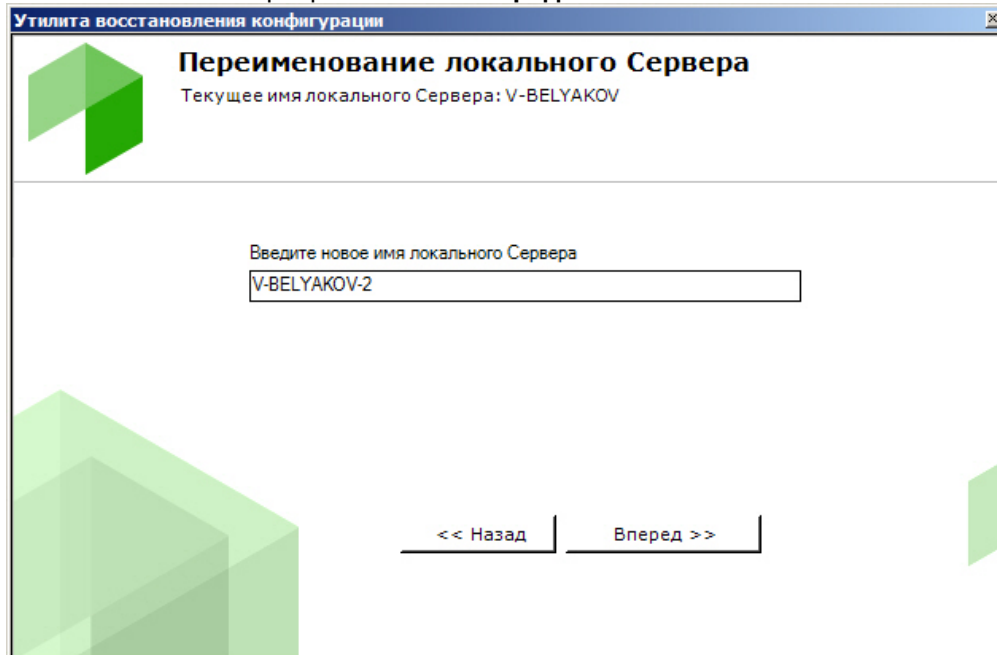 Утилита восстановления конфигурации
Переименование локального Сервера
Текущее имя локального Сервера: V-BELYAKOV
Введите новое имя локального Сервера
V-BELYAKOV-2
<< Назад
Вперед >>